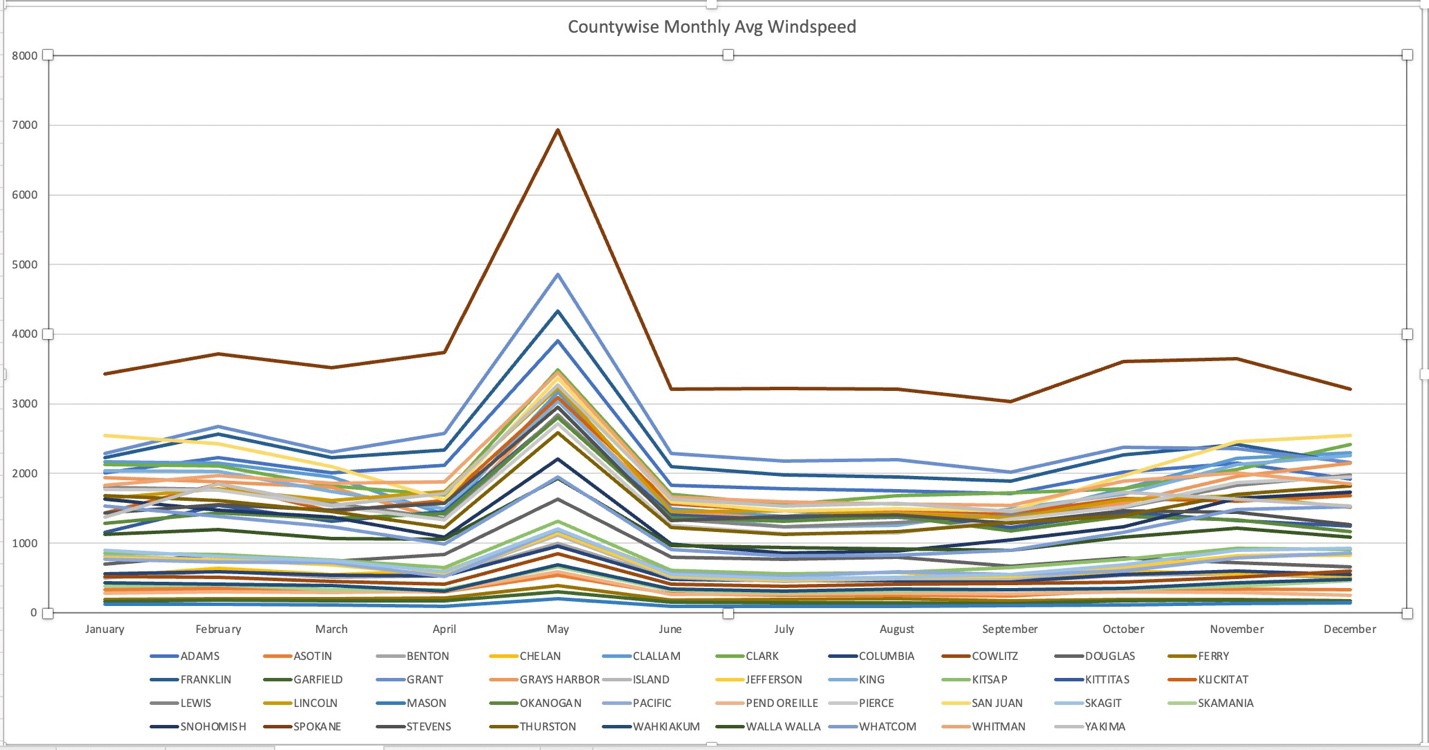 Countywise Monthly Avg Windspeed
8000
7000
6000
5000
4000
3000
2000
1000
0
January February March April May June July August September October November December
ADAMS ASOTIN BENTON CHELAN CLALLAM CLARK COLUMBIA COWLITZ DOUGLAS FERRY
FRANKLIN GARFIELD GRANT GRAYS HARBOR ISLAND JEFFERSON KING KITSAP KITTITAS KLICKITAT
LEWIS LINCOLN MASON OKANOGAN PACIFIC PEND OREILLE PIERCE SAN JUAN SKAGIT SKAMANIA
SNOHOMISH SPOKANE STEVENS THURSTON WAHKIAKUM WALLA WALLA WHATCOM WHITMAN YAKIMA